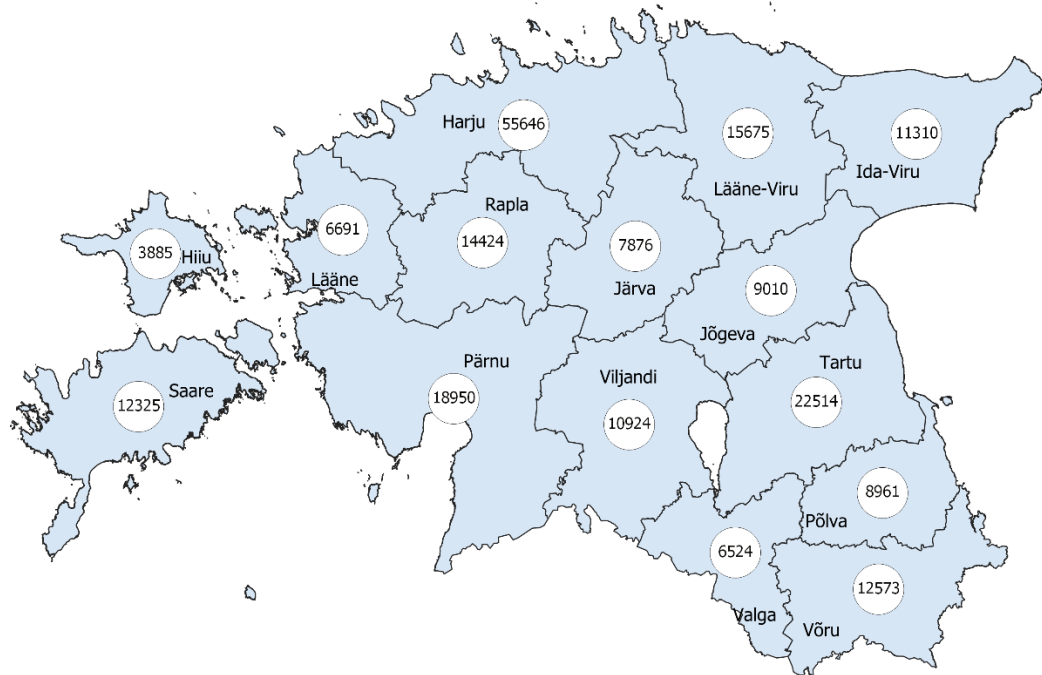 Harju
55646
15675
Lääne-Viru
11310
Ida-Viru
Rapla
14424
6691
Lääne
3885
Hiiu
7876
Järva
9010
Jõgeva
Pärnu
18950
Viljandi
10924
Tartu
22514
Saare
12325
8961
Põlva
6524
Valga
12573
Võru